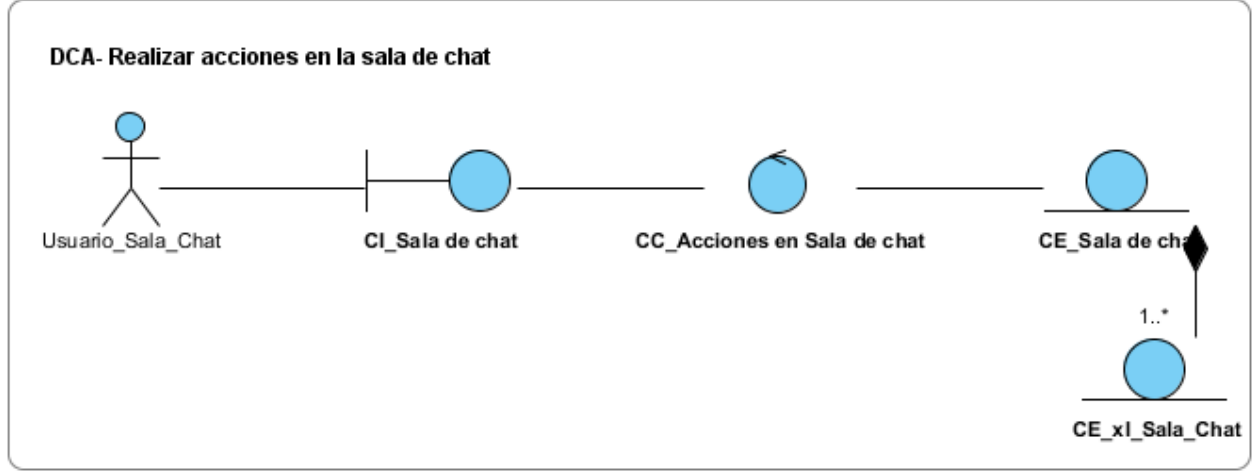 DCA- Realizar acciones en la sala de chat
Usuario_Sala_Chat
CI_Sala de chat
CC_Acciones en Sala de chat
CE_Sala de chat
1..*
CE_xl_Sala_Chat